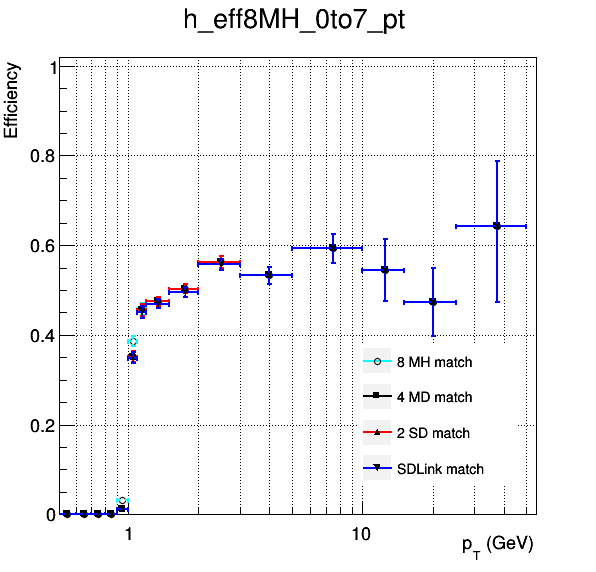 h_eff8MH_0to7_pt
Efficiency
1
0.8
0.6
0.4
0.2
0
8 MH match
4 MD match
2 SD match
SDLink match
1
10
p_T (GeV)